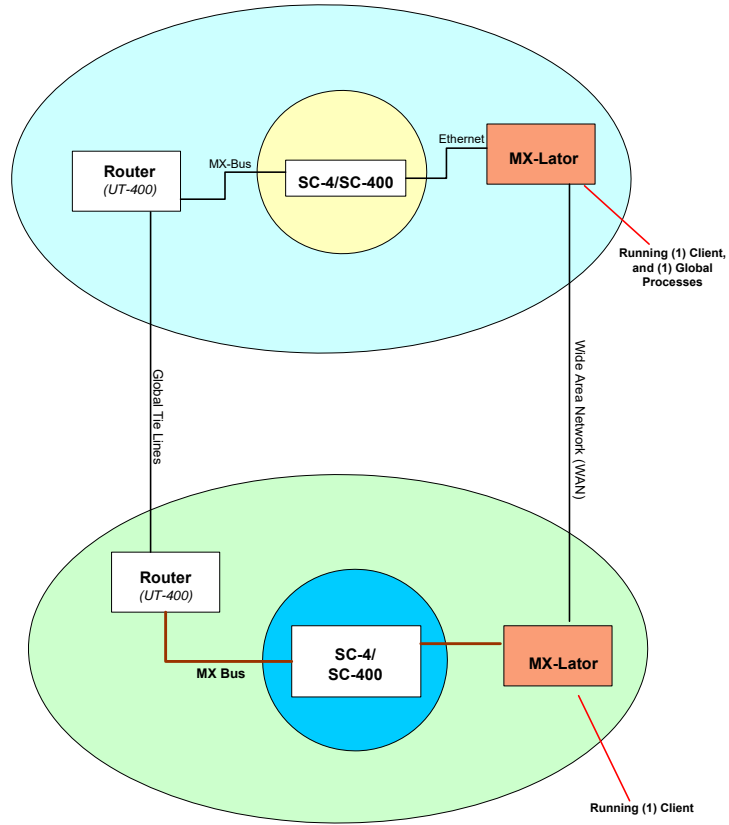 Ethernet
MX-Bus
Router
(UT-400)
SC-4/SC-400
MX-Lator
Running (1) Client,
and (1) Global
Processes
Global Tie Lines
Wide Area Network (WAN)
Router
(UT-400)
SC-4/
SC-400
MX-Lator
MX Bus
Running (1) Client